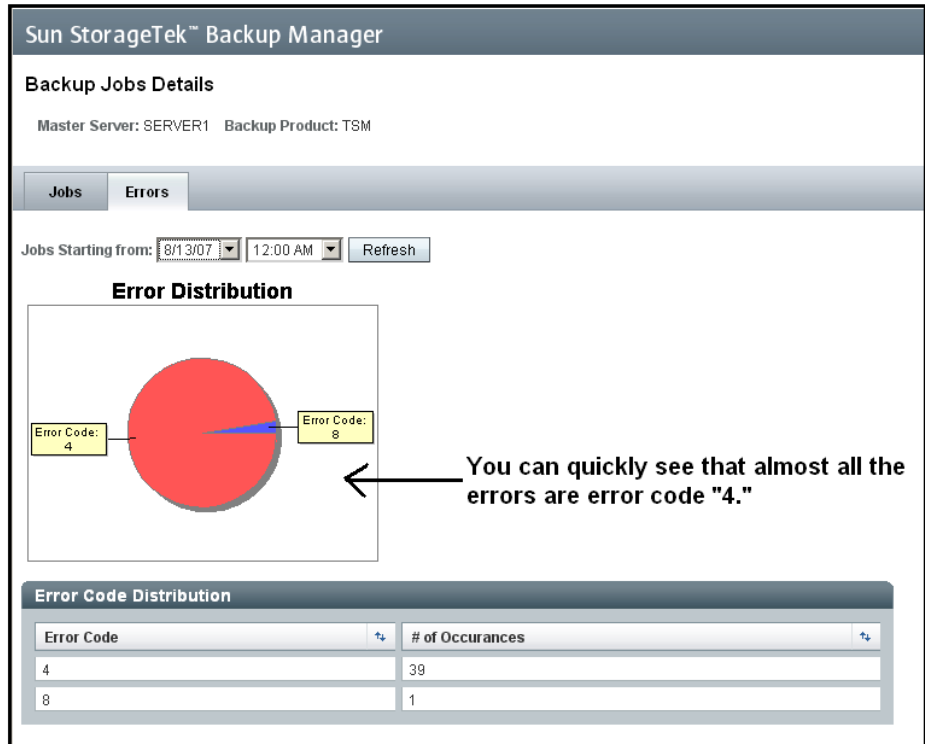 Sun StorageTek™ Backup Manager
Backup Jobs Details
Master Server: SERVER1 Backup Product: TSM
Jobs Errors
Jobs Starting from: 8/13/07 12:00 AM Refresh
Error Distribution
Error Code:
4
Error Code:
8
You can quickly see that almost all the
errors are error code "4."
Error Code Distribution
Error Code # of Occurances
4 39
8 1